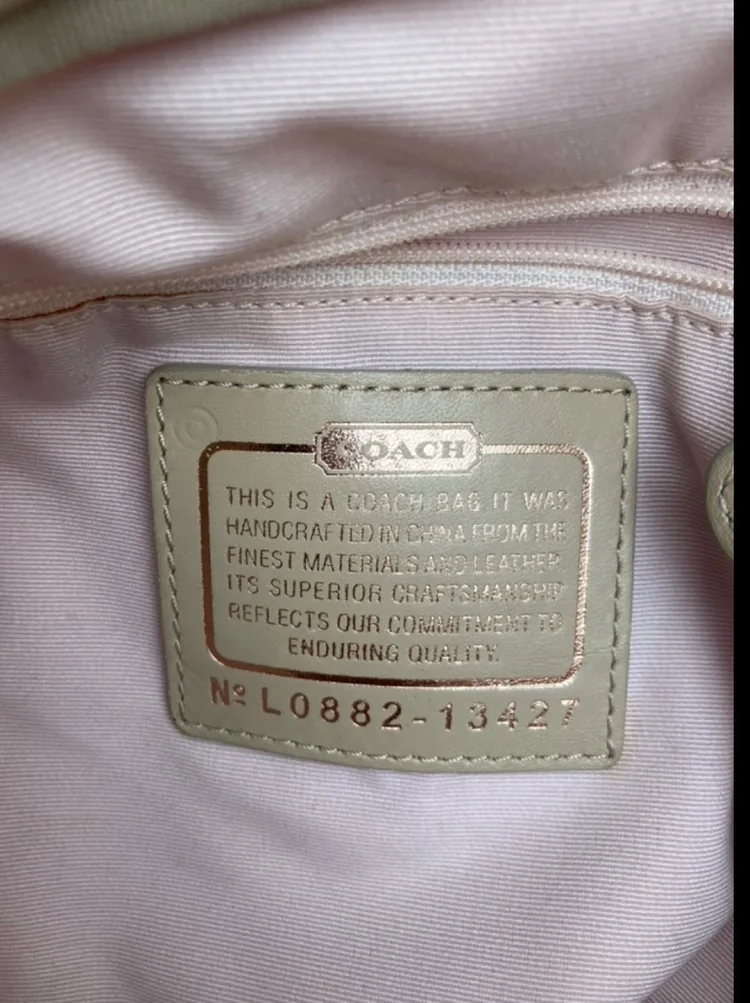 COACH
THIS IS A COACH BAG IT WAS
HANDCRAFTED IN CHINA FROM THE
FINEST MATERIALS AND LEATHER.
ITS SUPERIOR CRAFTSMANSHIP
REFLECTS OUR COMMITMENT TO
ENDURING QUALITY.
Nº L0882-13427